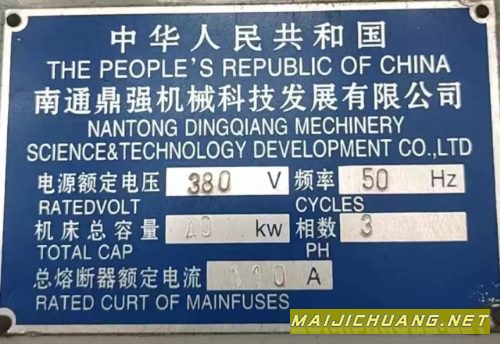 中华人民共和国
THE PEOPLE'S REPUBLIC OF CHINA
南通鼎强机械科技发展有限公司
NANTONG DINGQIANG MECHINERY
SCIENCE&TECHNOLOGY DEVELOPMENT CO.,LTD
电源额定电压 380 V 频率 50 Hz
RATEDVOLT CYCLES
机床总容量 40 kw 相数 3
TOTAL CAP PH
总熔断器额定电流 110 A
RATED CURT OF MAINFUSES
MAIJICHUANG.NET